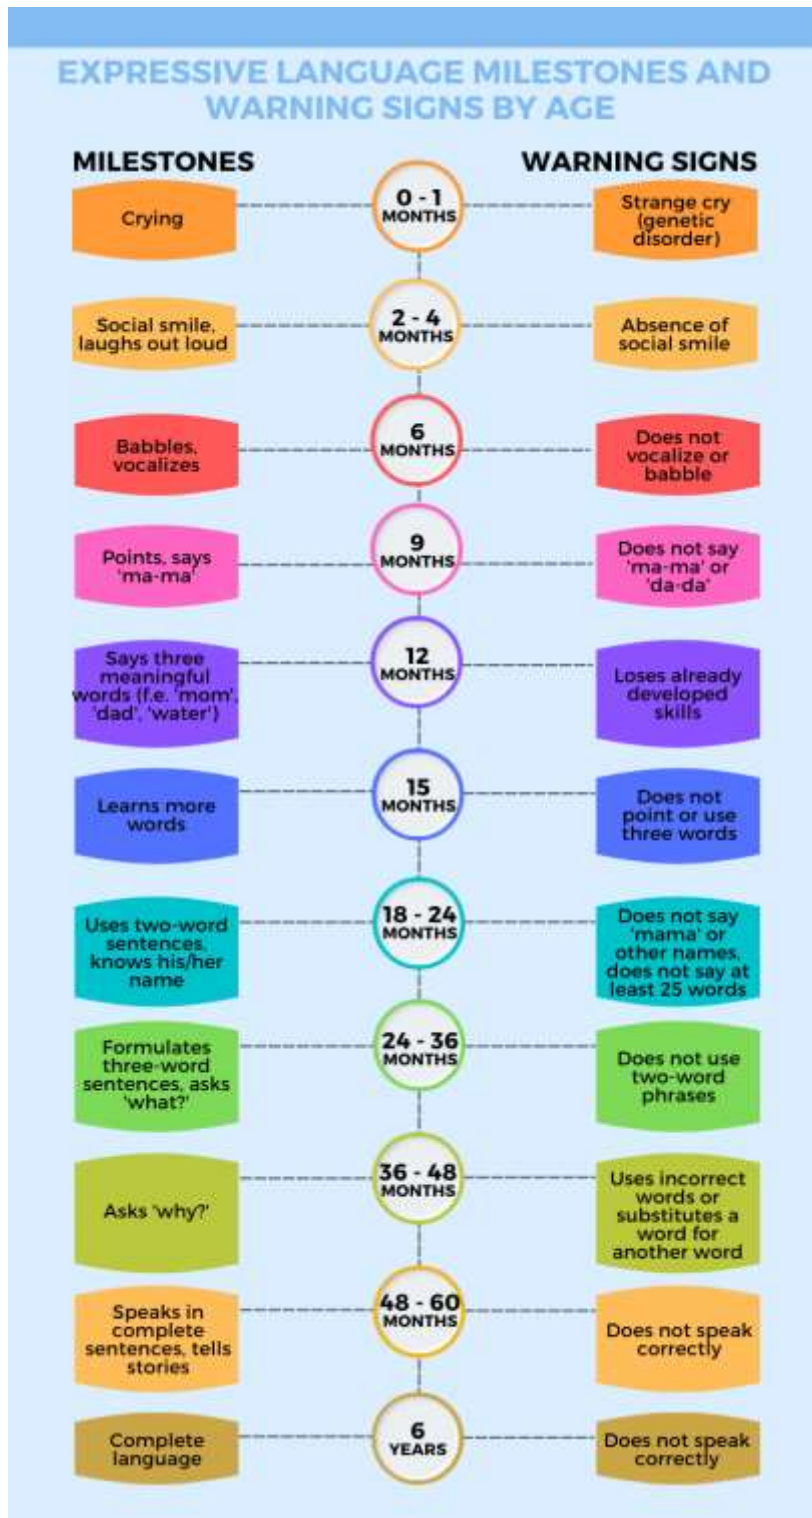 EXPRESSIVE LANGUAGE MILESTONES AND
WARNING SIGNS BY AGE
MILESTONES
WARNING SIGNS
Crying
0 - 1
MONTHS
Strange cry
(genetic
disorder)
Social smile,
laughs out loud
2 - 4
MONTHS
Absence of
social smile
Babbles,
vocalizes
6
MONTHS
Does not
vocalize or
babble
Points, says
'ma-ma'
9
MONTHS
Does not say
'ma-ma' or
'da-da'
Says three
meaningful
words (f.e. 'mom',
'dad', 'water')
12
MONTHS
Loses already
developed
skills
Learns more
words
15
MONTHS
Does not
point or use
three words
Uses two-word
sentences,
knows his/her
name
18 - 24
MONTHS
Does not say
'mama' or
other names,
does not say at
least 25 words
Formulates
three-word
sentences, asks
'what?'
24 - 36
MONTHS
Does not use
two-word
phrases
Asks 'why?'
36 - 48
MONTHS
Uses incorrect
words or
substitutes a
word for
another word
Speaks in
complete
sentences, tells
stories
48 - 60
MONTHS
Does not speak
correctly
Complete
language
6
YEARS
Does not speak
correctly